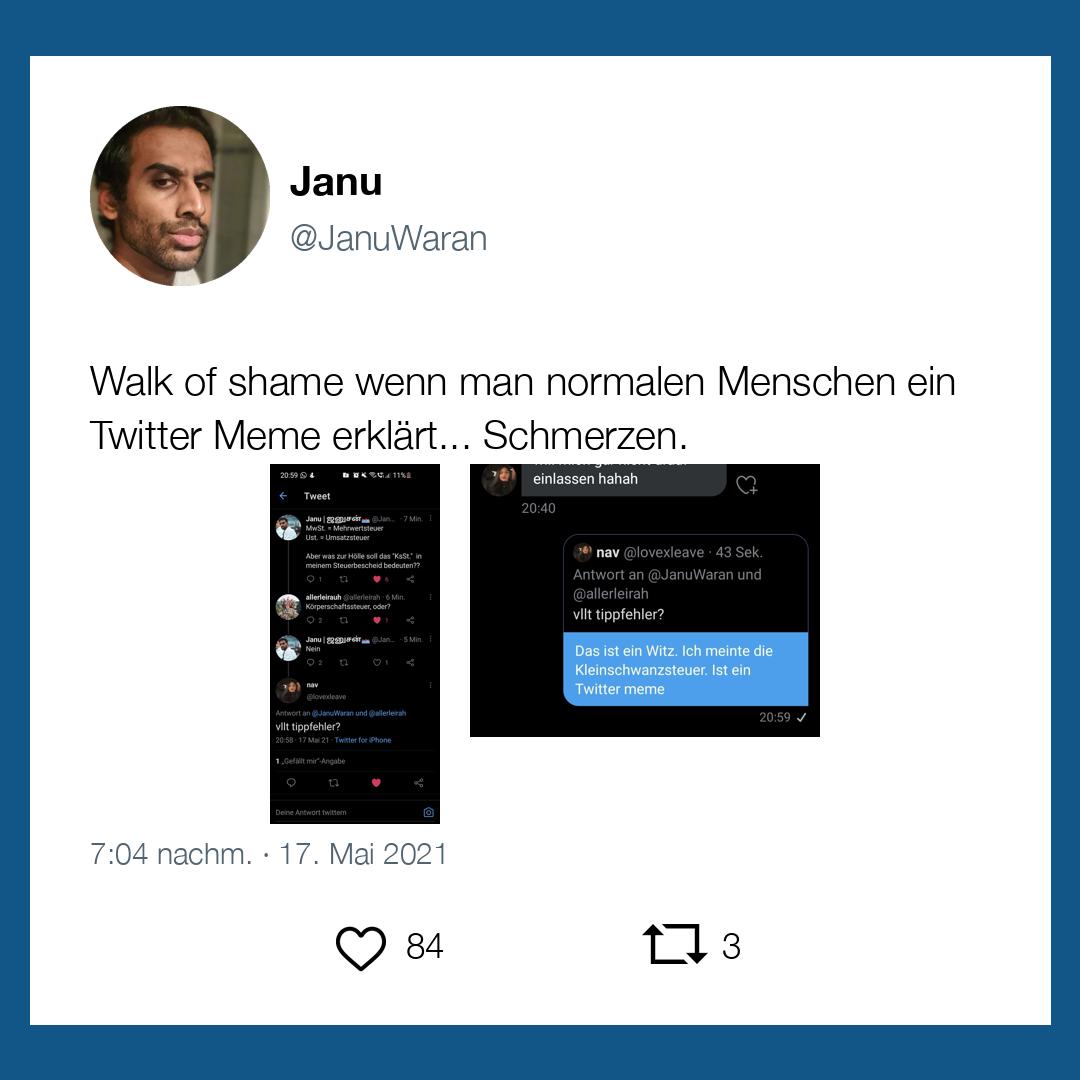 Janu
@JanuWaran
Walk of shame wenn man normalen Menschen ein
Twitter Meme erklärt... Schmerzen.
20:59
11%
Tweet
Janu | @Jan... · 7 Min.
MwSt. = Mehrwertsteuer
Ust. = Umsatzsteuer
Aber was zur Hölle soll das "KsSt." in
meinem Steuerbescheid bedeuten??
1
6
allerleirauh @allerleirah · 6 Min.
Körperschaftssteuer, oder?
2
1
Janu | @Jan... · 5 Min.
Nein
2
1
nav
@lovexleave
Antwort an @JanuWaran und @allerleirah
vllt tippfehler?
20:58 · 17 Mai 21 · Twitter for iPhone
1 „Gefällt mir"-Angabe
Deine Antwort twittern
einlassen hahah
20:40
nav @lovexleave · 43 Sek.
Antwort an @JanuWaran und
@allerleirah
vllt tippfehler?
Das ist ein Witz. Ich meinte die
Kleinschwanzsteuer. Ist ein
Twitter meme
20:59
7:04 nachm. · 17. Mai 2021
84
3